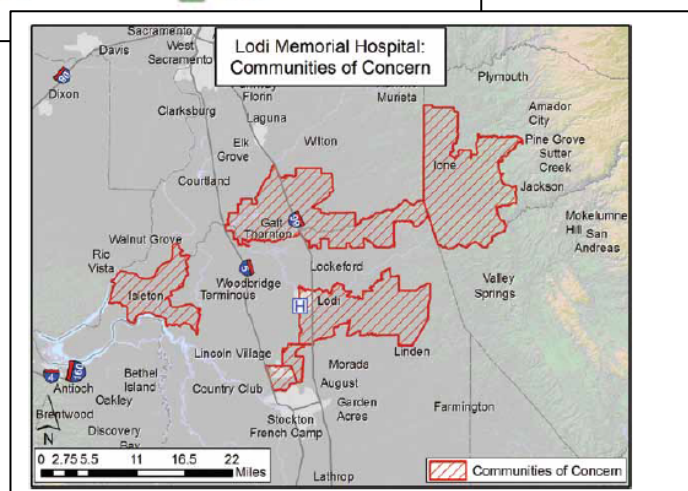 Lodi Memorial Hospital:
Communities of Concern
Sacramento
West
Sacramento
Davis
Dixon
Florin
Laguna
Murieta
Plymouth
Amador
City
Pine Grove
Sutter
Creek
Jackson
Ione
Clarksburg
Elk
Grove
Wilton
Courtland
Galt
Thornton
Mokelumne
Hill San
Andreas
Walnut Grove
Rio
Vista
Isleton
5
Woodbridge
Terminous
Lockeford
H
Lodi
Valley
Springs
Lincoln Village
Linden
Morada
August
Country Club
Garden
Acres
Farmington
Stockton
French Camp
Lathrop
4
160
Antioch
Bethel
Island
Oakley
Brentwood
Discovery
Bay
N
0 2.75 5.5 11 16.5 22
Miles
Communities of Concern